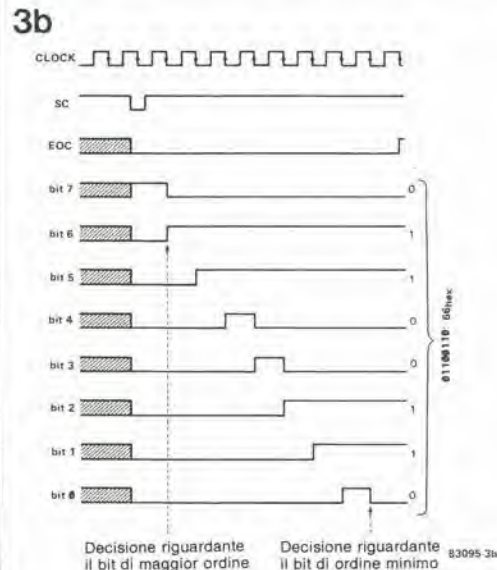 3b
CLOCK
SC
EOC
bit 7
0
bit 6
1
bit 5
1
bit 4
0
bit 3
0
bit 2
1
bit 1
1
bit 0
0
01100110 66hex
Decisione riguardante
il bit di maggior ordine
Decisione riguardante
il bit di ordine minimo
83095-3b